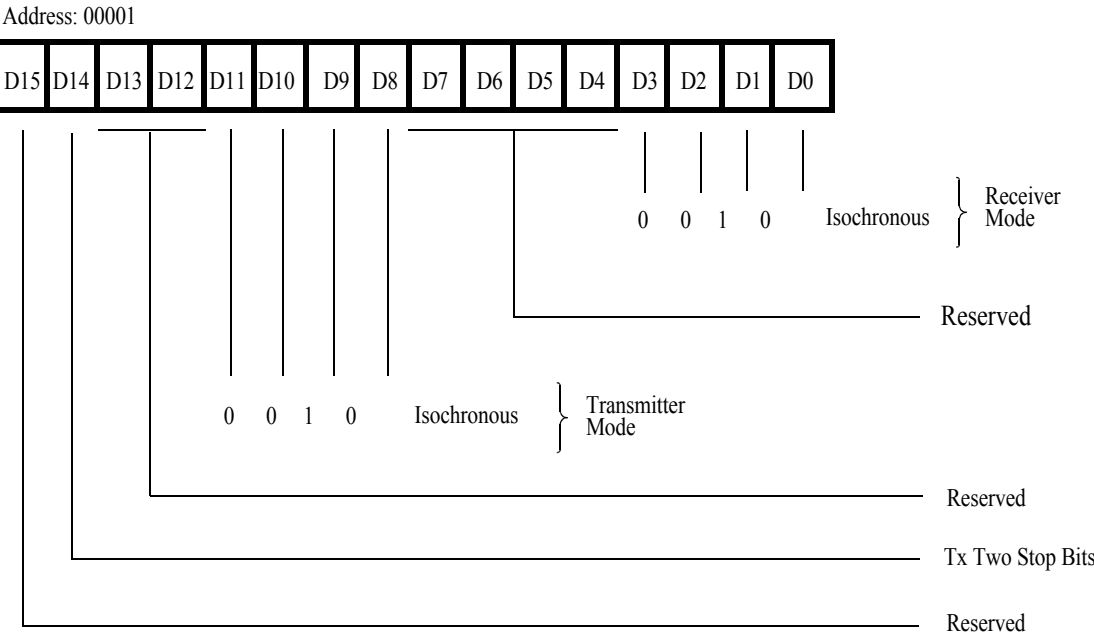 Address: 00001
D15 D14 D13 D12 D11 D10 D9 D8 D7 D6 D5 D4 D3 D2 D1 D0
0 0 1 0 Isochronous Receiver
Mode
Reserved
0 0 1 0 Isochronous Transmitter
Mode
Reserved
Tx Two Stop Bits
Reserved